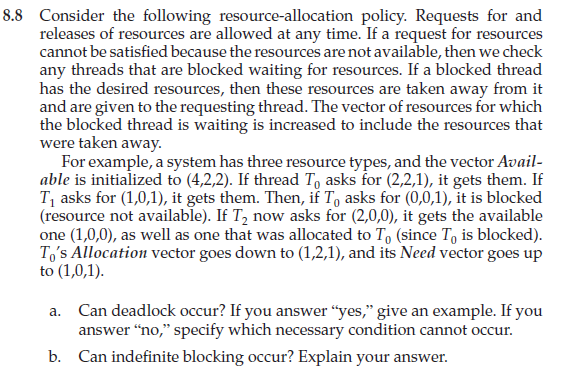 8.8 Consider the following resource-allocation policy. Requests for and
releases of resources are allowed at any time. If a request for resources
cannot be satisfied because the resources are not available, then we check
any threads that are blocked waiting for resources. If a blocked thread
has the desired resources, then these resources are taken away from it
and are given to the requesting thread. The vector of resources for which
the blocked thread is waiting is increased to include the resources that
were taken away.
For example, a system has three resource types, and the vector Avail-
able is initialized to (4,2,2). If thread T₀ asks for (2,2,1), it gets them. If
T₁ asks for (1,0,1), it gets them. Then, if T₀ asks for (0,0,1), it is blocked
(resource not available). If T₂ now asks for (2,0,0), it gets the available
one (1,0,0), as well as one that was allocated to T₀ (since T₀ is blocked).
T₀'s Allocation vector goes down to (1,2,1), and its Need vector goes up
to (1,0,1).
a. Can deadlock occur? If you answer “yes,” give an example. If you
answer “no,” specify which necessary condition cannot occur.
b. Can indefinite blocking occur? Explain your answer.